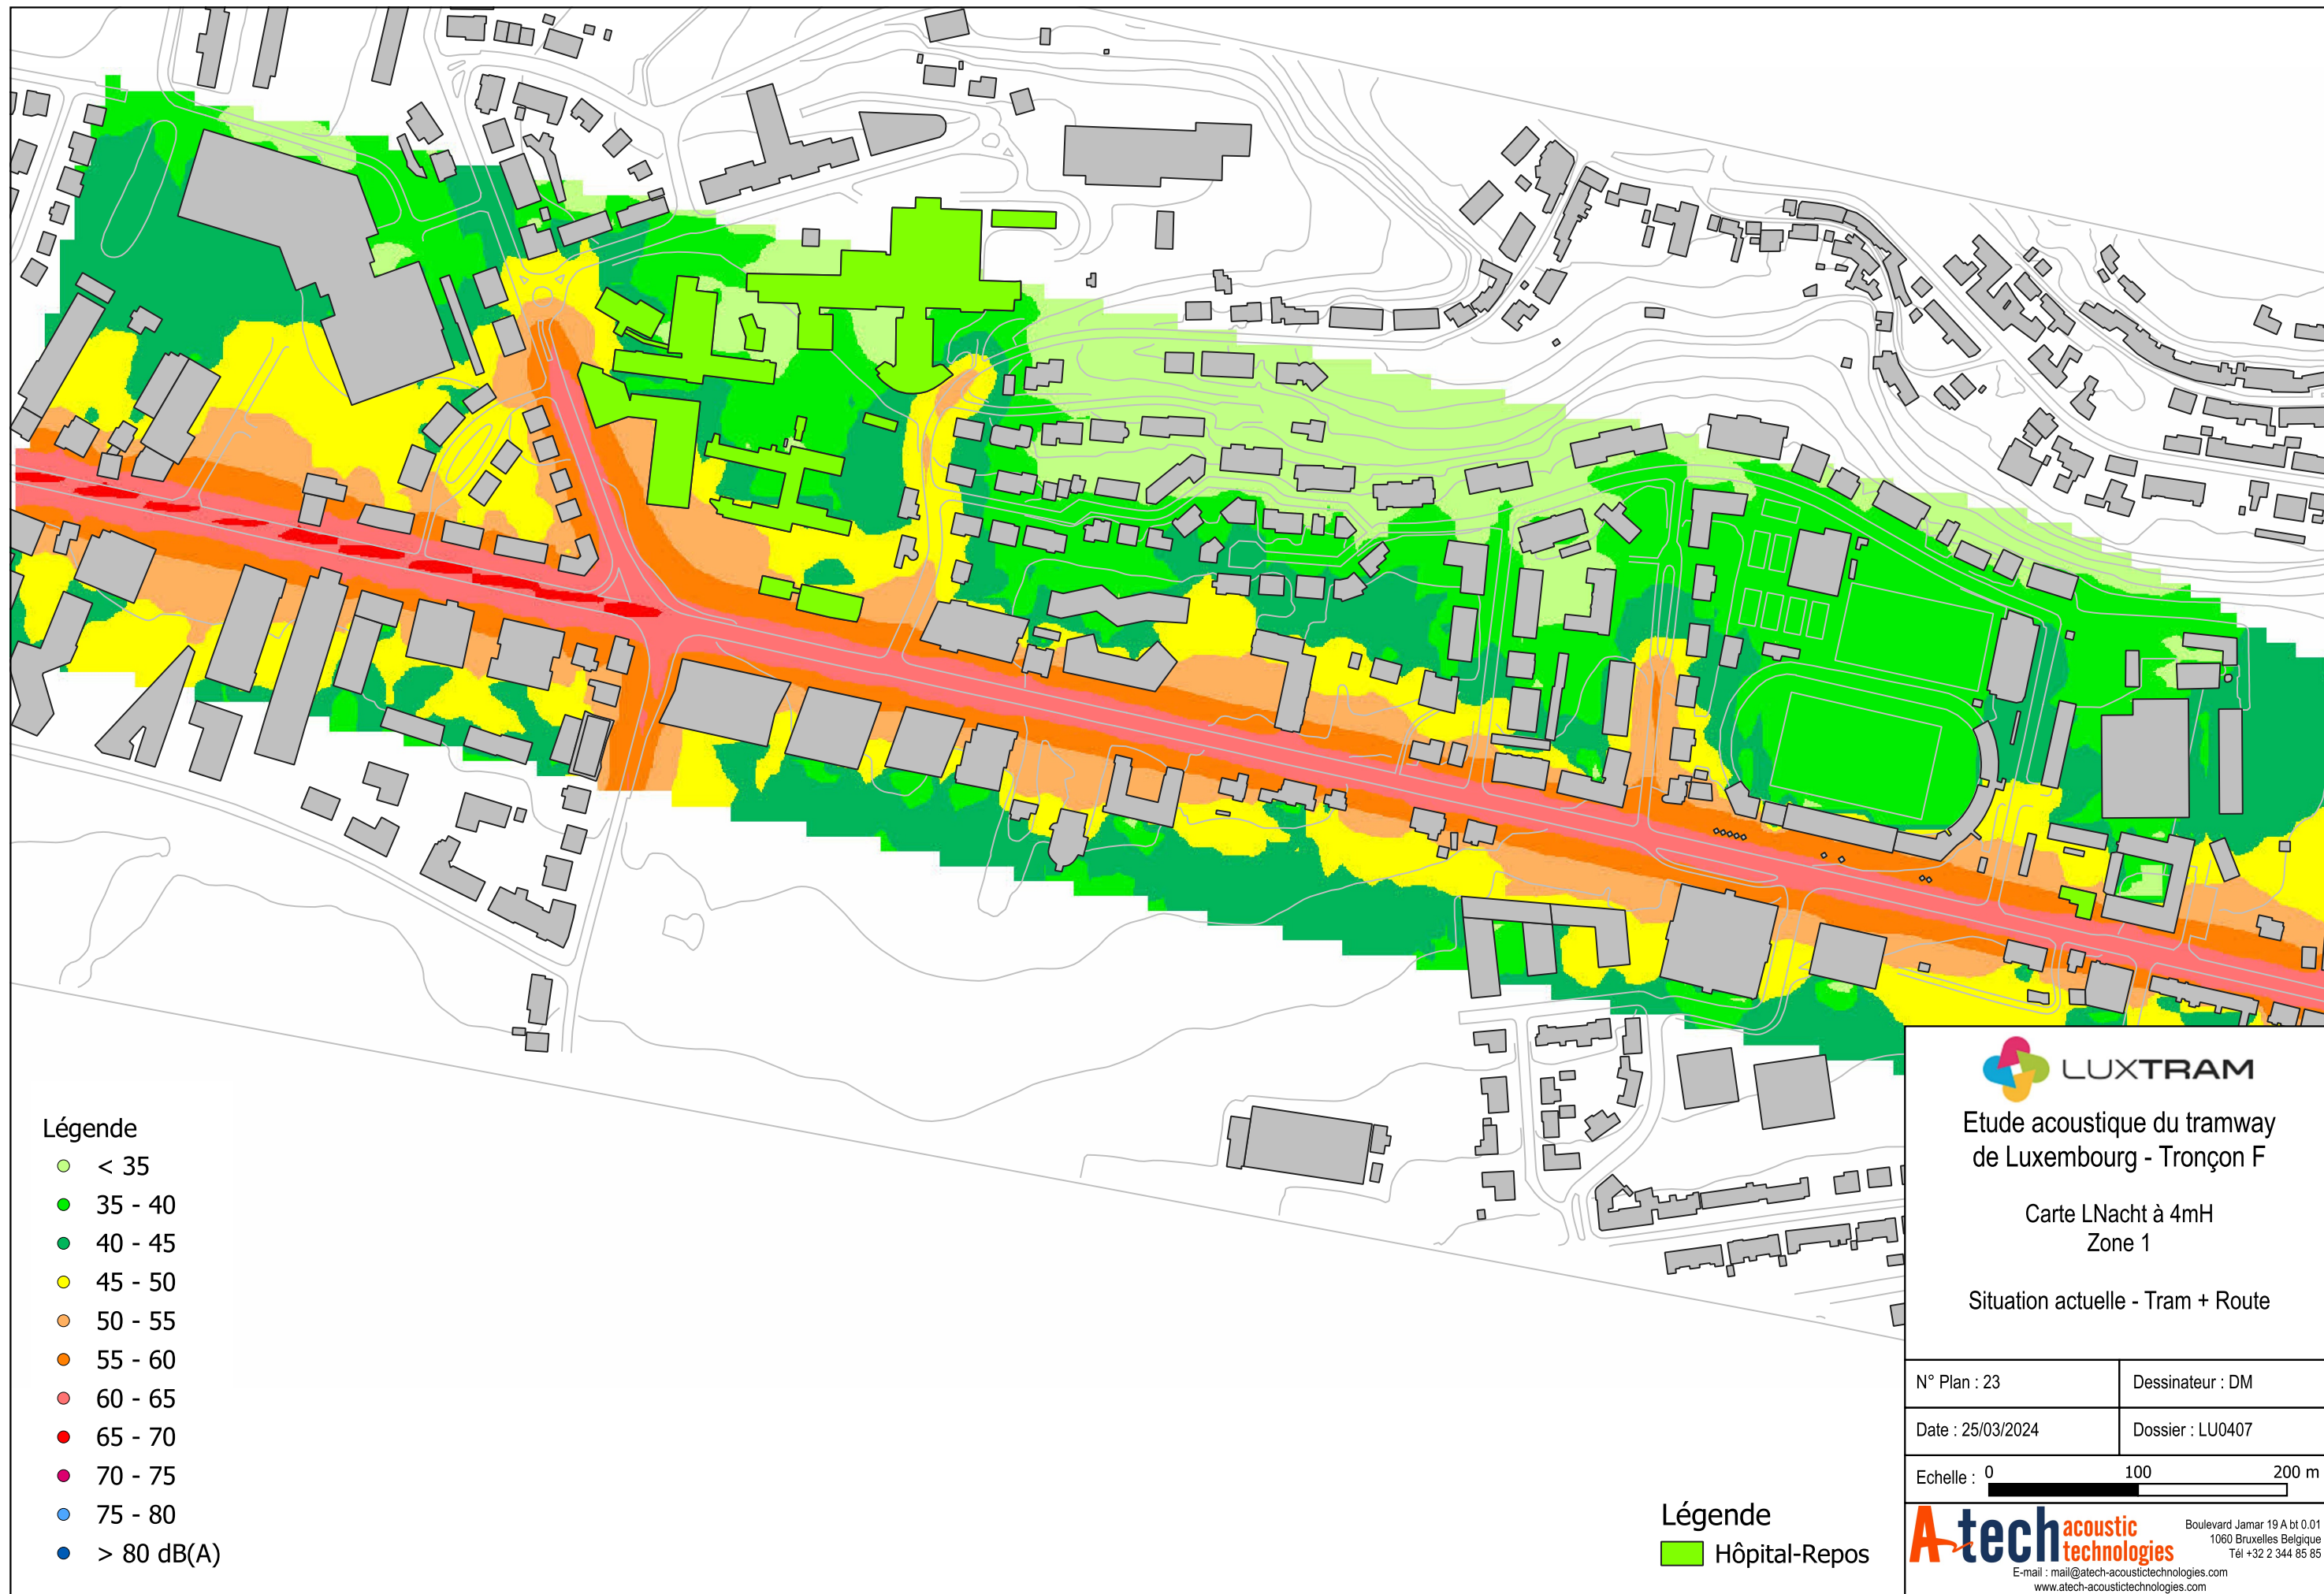 Légende
< 35
35 - 40
40 - 45
45 - 50
50 - 55
55 - 60
60 - 65
65 - 70
70 - 75
75 - 80
> 80 dB(A)
Légende
Hôpital-Repos
LUXTRAM
Etude acoustique du tramway
de Luxembourg - Tronçon F
Carte LNacht à 4mH
Zone 1
Situation actuelle - Tram + Route
N° Plan : 23
Dessinateur : DM
Date : 25/03/2024
Dossier : LU0407
Echelle : 0 100 200 m
A-tech acoustic technologies
Boulevard Jamar 19 A bt 0.01
1060 Bruxelles Belgique
Tél +32 2 344 85 85
E-mail : mail@atech-acoustictechnologies.com
www.atech-acoustictechnologies.com